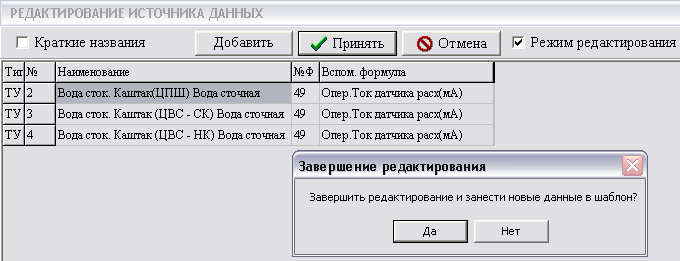 РЕДАКТИРОВАНИЕ ИСТОЧНИКА ДАННЫХ
Краткие названия Добавить Принять Отмена Режим редактирования
Тип № Наименование №Ф Вспом. формула
ТУ 2 Вода сток. Каштак(ЦПШ) Вода сточная 49 Опер.Ток датчика расх(мА)
ТУ 3 Вода сток. Каштак (ЦВС - СК) Вода сточная 49 Опер.Ток датчика расх(мА)
ТУ 4 Вода сток. Каштак (ЦВС - НК) Вода сточная 49 Опер.Ток датчика расх(мА)
Завершение редактирования
Завершить редактирование и занести новые данные в шаблон?
Да Нет